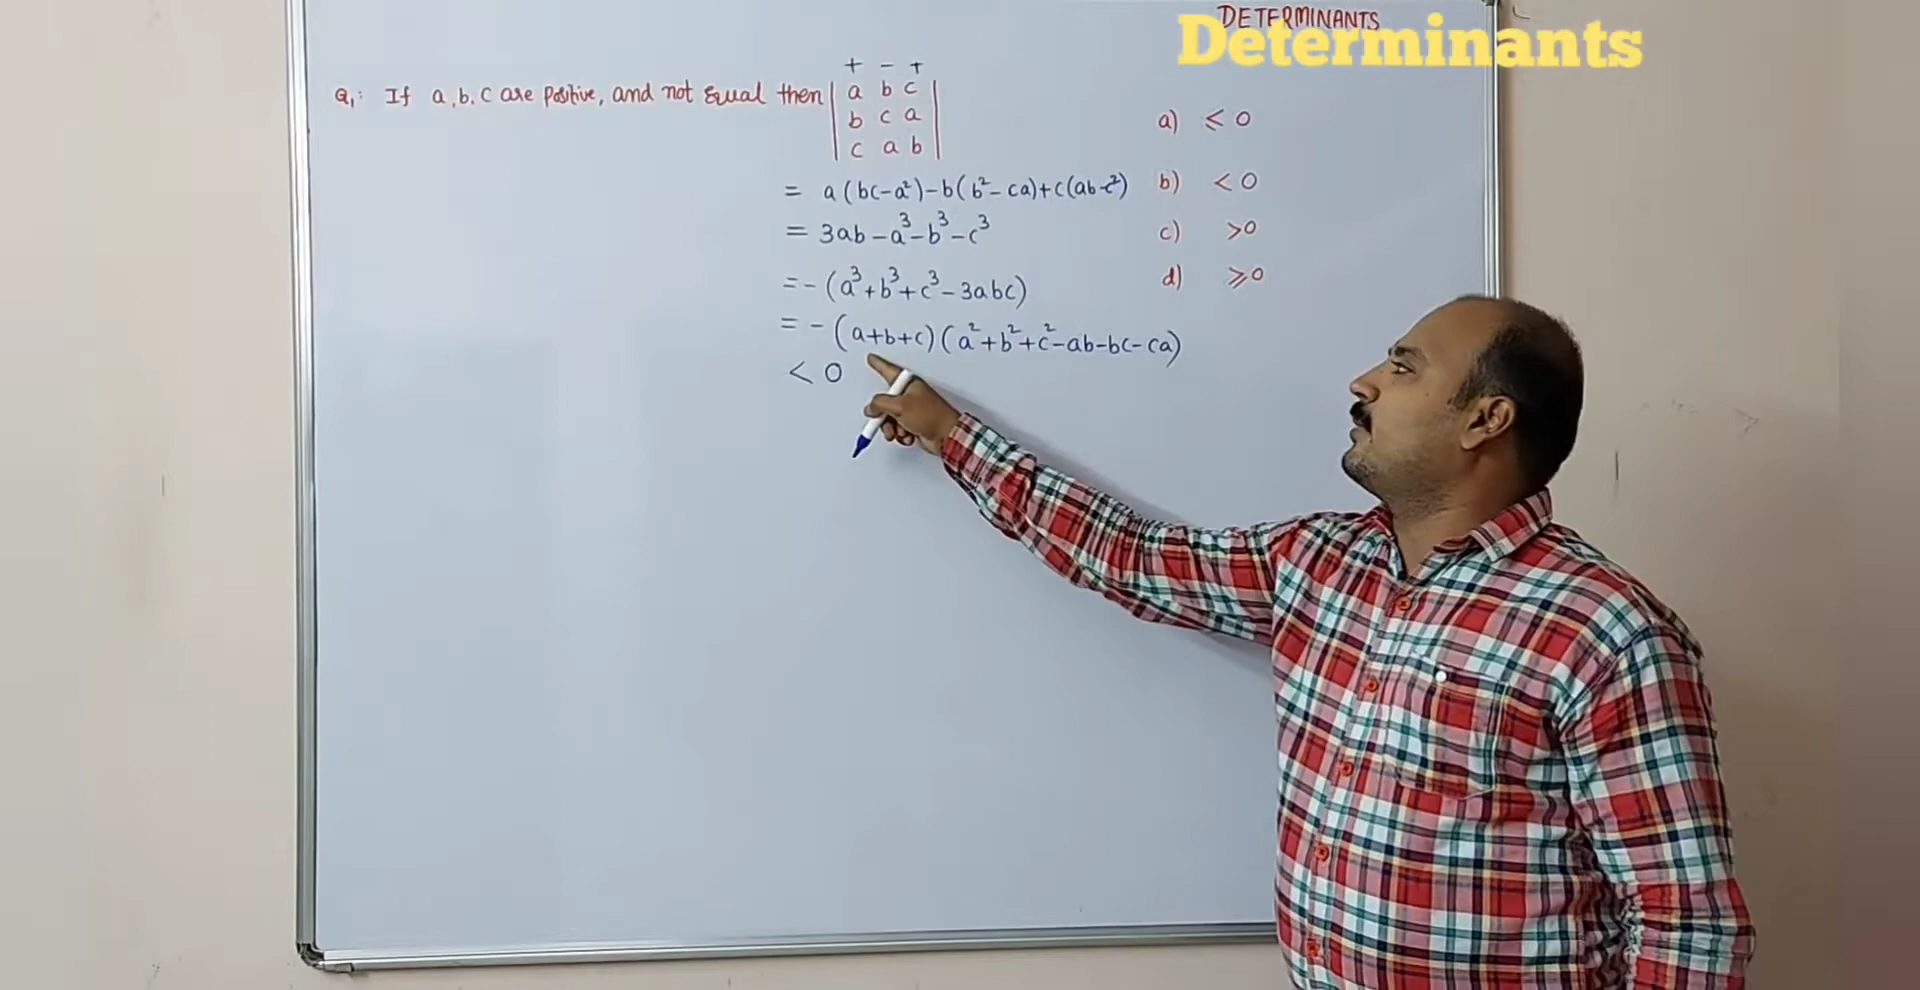 DETERMINANTS
Determinants
+ - +
Q1: If a, b, c are Positive, and not Equal then | a b c |
| b c a |
| c a b |
a) ⩽ 0
= a (bc-a²)-b(b²-ca)+c(ab-c²)
b) < 0
= 3ab-a³-b³-c³
c) >0
= - (a³+b³+c³-3abc)
d) ⩾0
= - (a+b+c)(a²+b²+c²-ab-bc-ca)
< 0